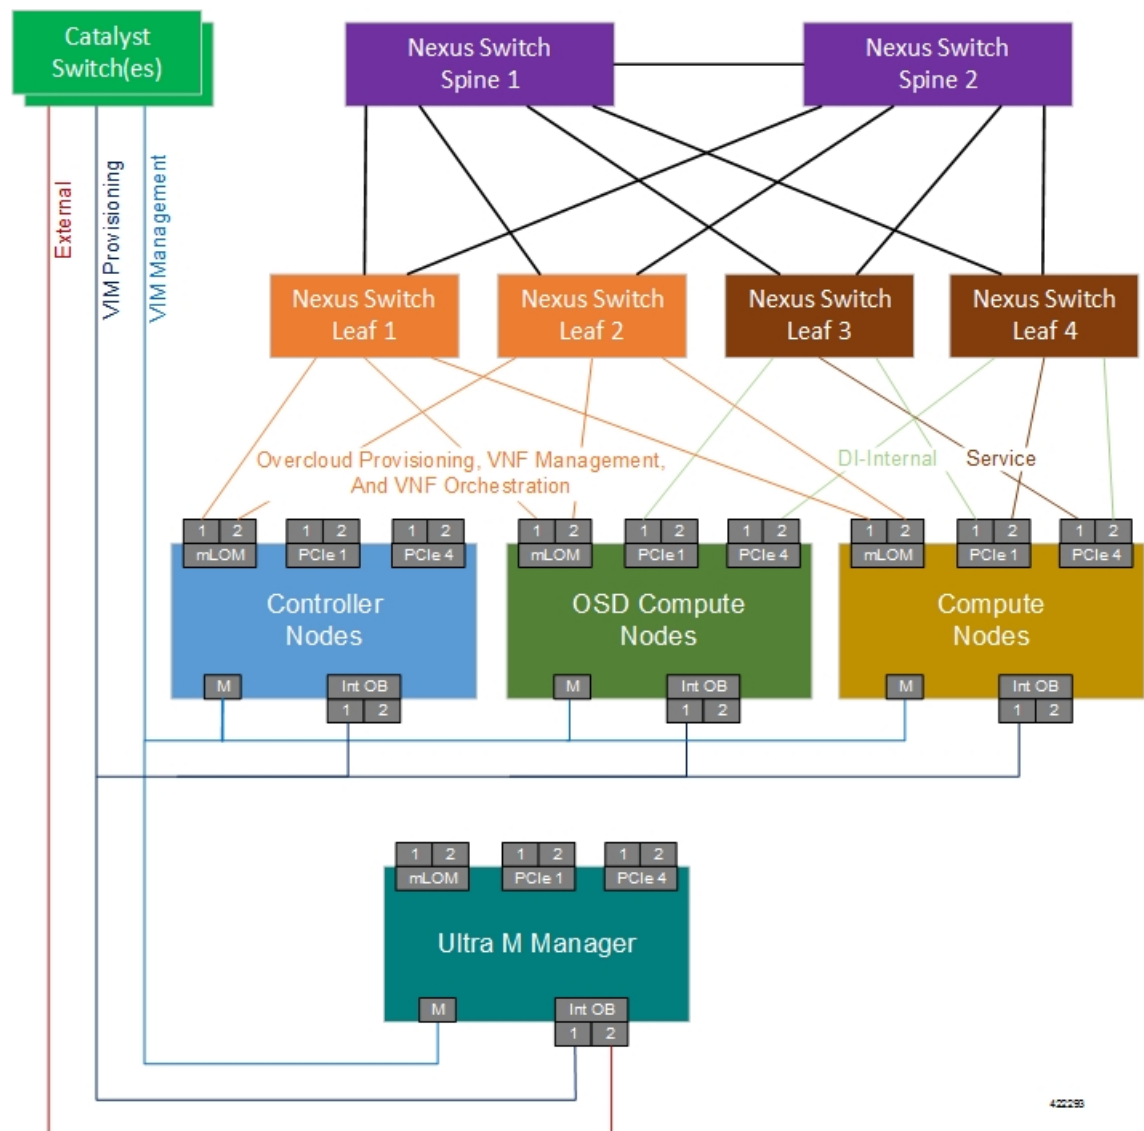 Catalyst
Switch(es)
Nexus Switch
Spine 1
Nexus Switch
Spine 2
External
VIM Provisioning
VIM Management
Nexus Switch
Leaf 1
Nexus Switch
Leaf 2
Nexus Switch
Leaf 3
Nexus Switch
Leaf 4
Overcloud Provisioning, VNF Management,
And VNF Orchestration
DI-Internal
Service
1 2
mLOM
1 2
PCIe 1
1 2
PCIe 4
Controller
Nodes
M
Int OB
1 2
1 2
mLOM
1 2
PCIe 1
1 2
PCIe 4
OSD Compute
Nodes
M
Int OB
1 2
1 2
mLOM
1 2
PCIe 1
1 2
PCIe 4
Compute
Nodes
M
Int OB
1 2
1 2
mLOM
1 2
PCIe 1
1 2
PCIe 4
Ultra M Manager
M
Int OB
1 2
422293